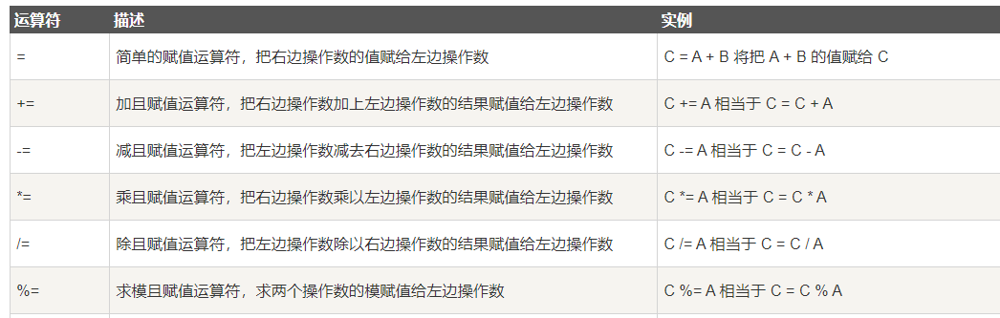 运算符 描述 实例
= 简单的赋值运算符，把右边操作数的值赋给左边操作数 C = A + B 将把 A + B 的值赋给 C
+= 加且赋值运算符，把右边操作数加上左边操作数的结果赋值给左边操作数 C += A 相当于 C = C + A
-= 减且赋值运算符，把左边操作数减去右边操作数的结果赋值给左边操作数 C -= A 相当于 C = C - A
*= 乘且赋值运算符，把右边操作数乘以左边操作数的结果赋值给左边操作数 C *= A 相当于 C = C * A
/= 除且赋值运算符，把左边操作数除以右边操作数的结果赋值给左边操作数 C /= A 相当于 C = C / A
%= 求模且赋值运算符，求两个操作数的模赋值给左边操作数 C %= A 相当于 C = C % A